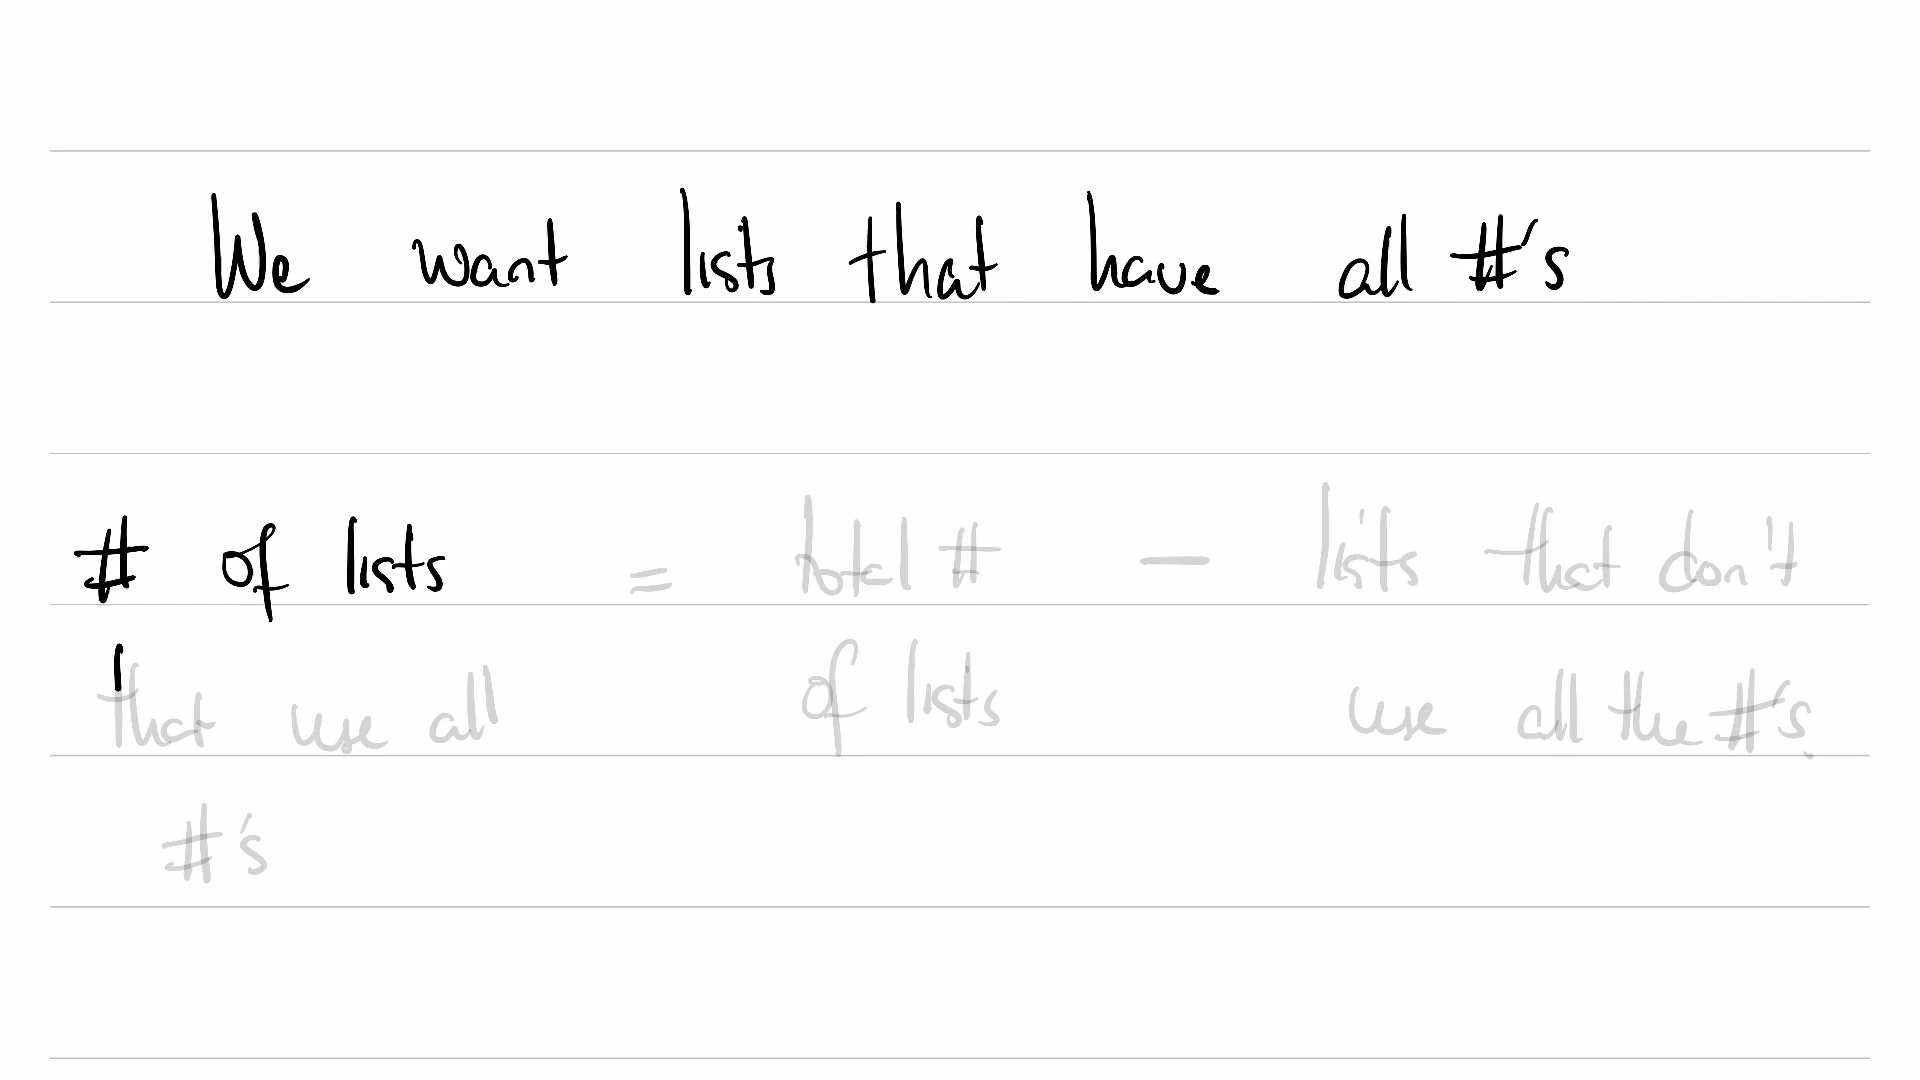 We want lists that have all #'s
# of lists = total # — lists that don't
that use all of lists use all the #'s.
#'s